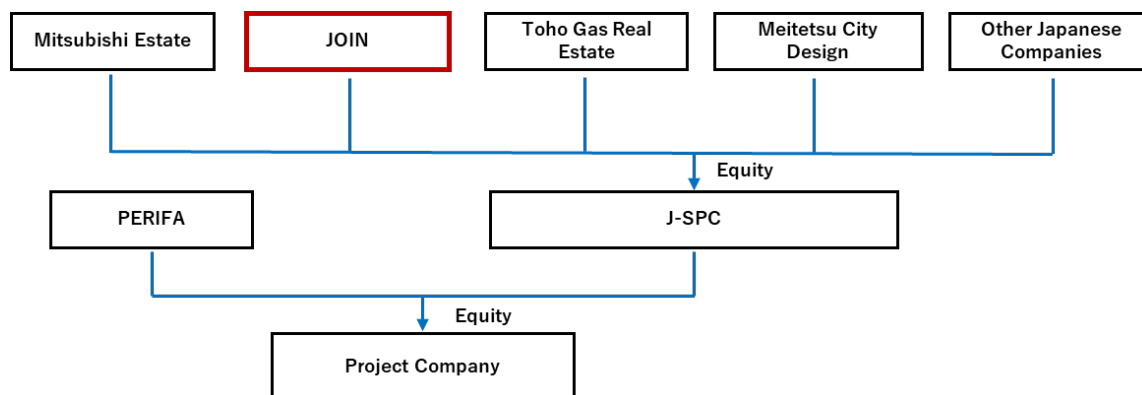 Mitsubishi Estate
JOIN
Toho Gas Real
Estate
Meitetsu City
Design
Other Japanese
Companies
Equity
PERIFA
J-SPC
Equity
Project Company